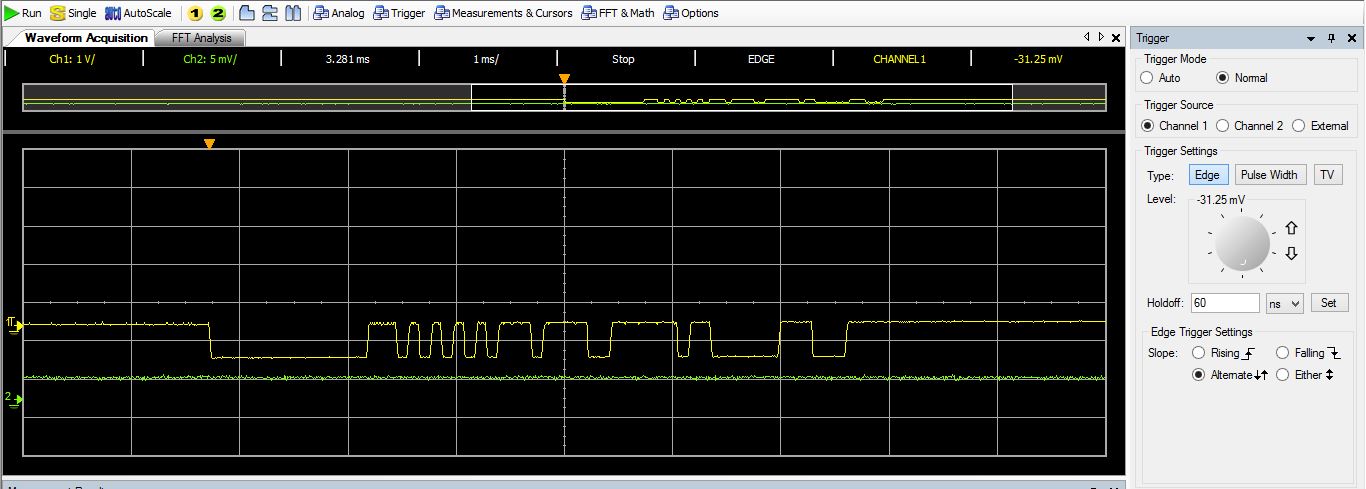 Run Single AutoScale 1 2 Analog Trigger Measurements & Cursors FFT & Math Options
Waveform Acquisition FFT Analysis
Ch1: 1 V/ Ch2: 5 mV/ 3.281 ms 1 ms/ Stop EDGE CHANNEL1 -31.25 mV
2
Trigger
Trigger Mode
Auto Normal
Trigger Source
Channel 1 Channel 2 External
Trigger Settings
Type: Edge Pulse Width TV
Level: -31.25 mV
Holdoff: 60 ns Set
Edge Trigger Settings
Slope: Rising Falling
Alternate Either